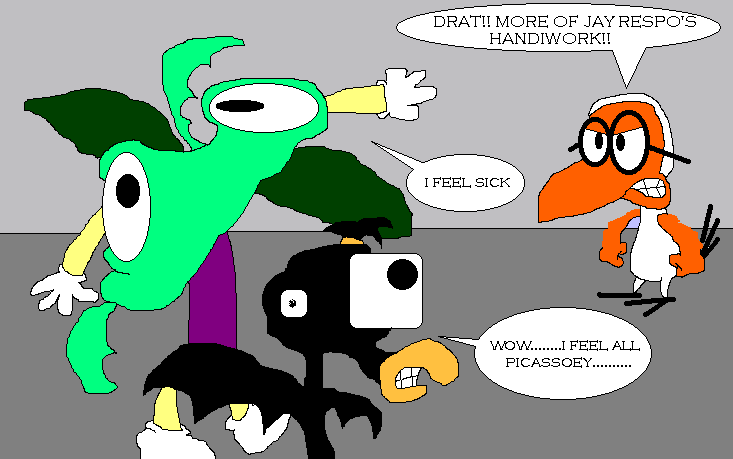 DRAT!! MORE OF JAY RESPO'S
HANDIWORK!!
I FEEL SICK
WOW........I FEEL ALL
PICASSOEY..........